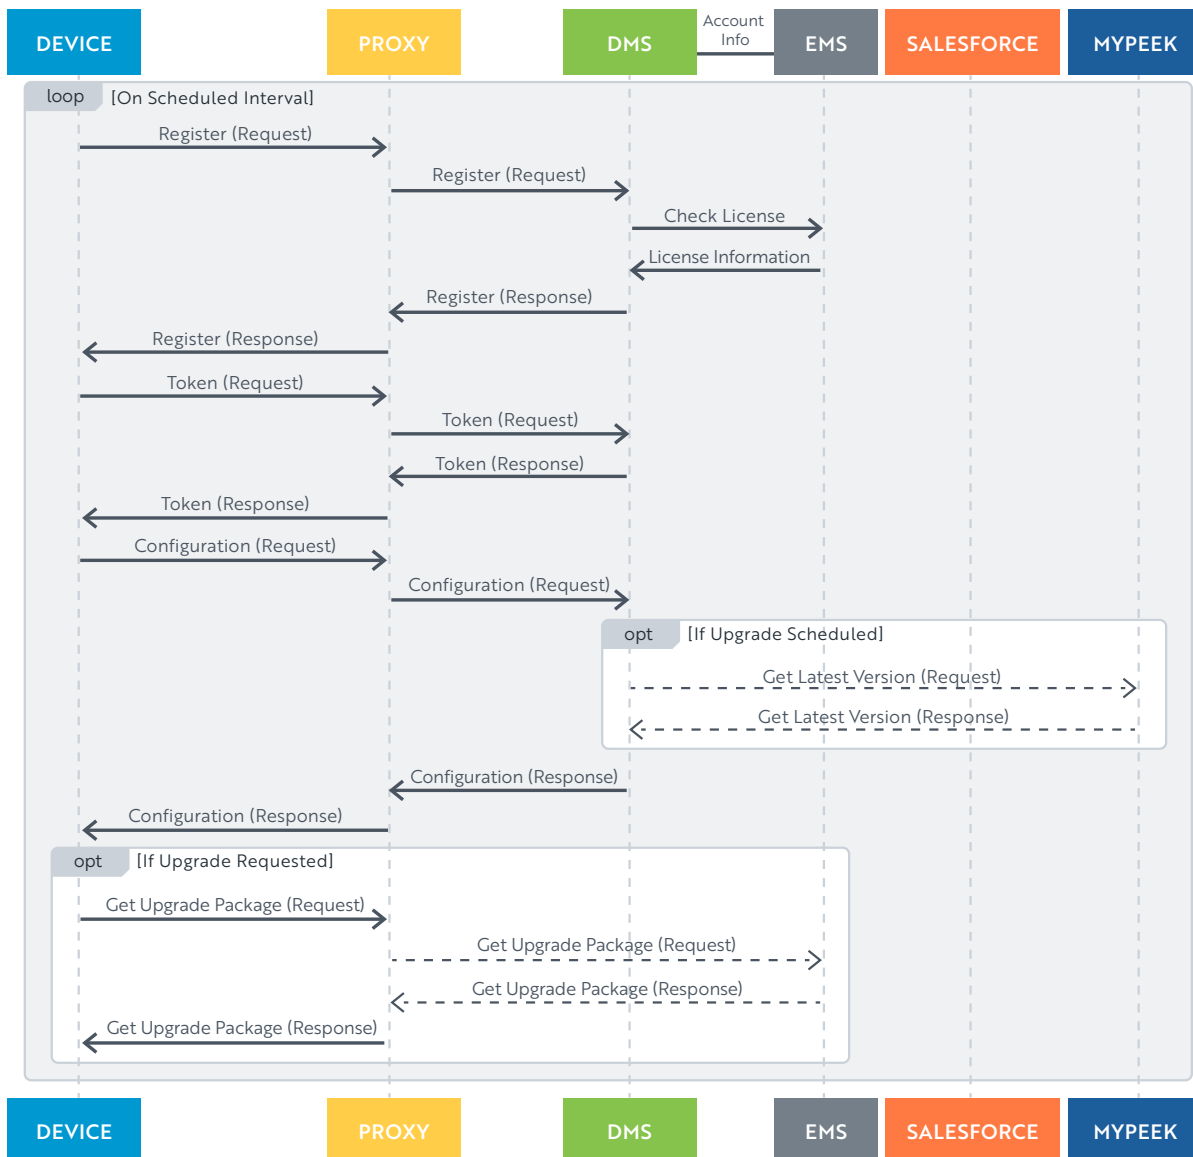 DEVICE
PROXY
DMS
Account
Info
EMS
SALESFORCE
MYPEEK
loop
[On Scheduled Interval]
Register (Request)
Register (Request)
Check License
License Information
Register (Response)
Register (Response)
Token (Request)
Token (Request)
Token (Response)
Token (Response)
Configuration (Request)
Configuration (Request)
opt
[If Upgrade Scheduled]
Get Latest Version (Request)
Get Latest Version (Response)
Configuration (Response)
Configuration (Response)
opt
[If Upgrade Requested]
Get Upgrade Package (Request)
Get Upgrade Package (Request)
Get Upgrade Package (Response)
Get Upgrade Package (Response)
DEVICE
PROXY
DMS
EMS
SALESFORCE
MYPEEK